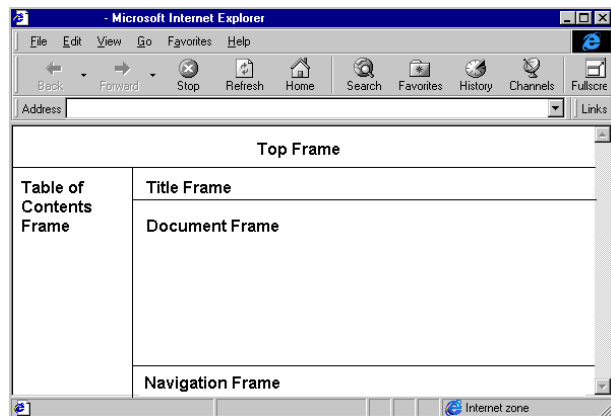 - Microsoft Internet Explorer
File Edit View Go Favorites Help
Back Forward Stop Refresh Home Search Favorites History Channels Fullscre
Address Links
Top Frame
Table of
Contents
Frame
Title Frame
Document Frame
Navigation Frame
Internet zone